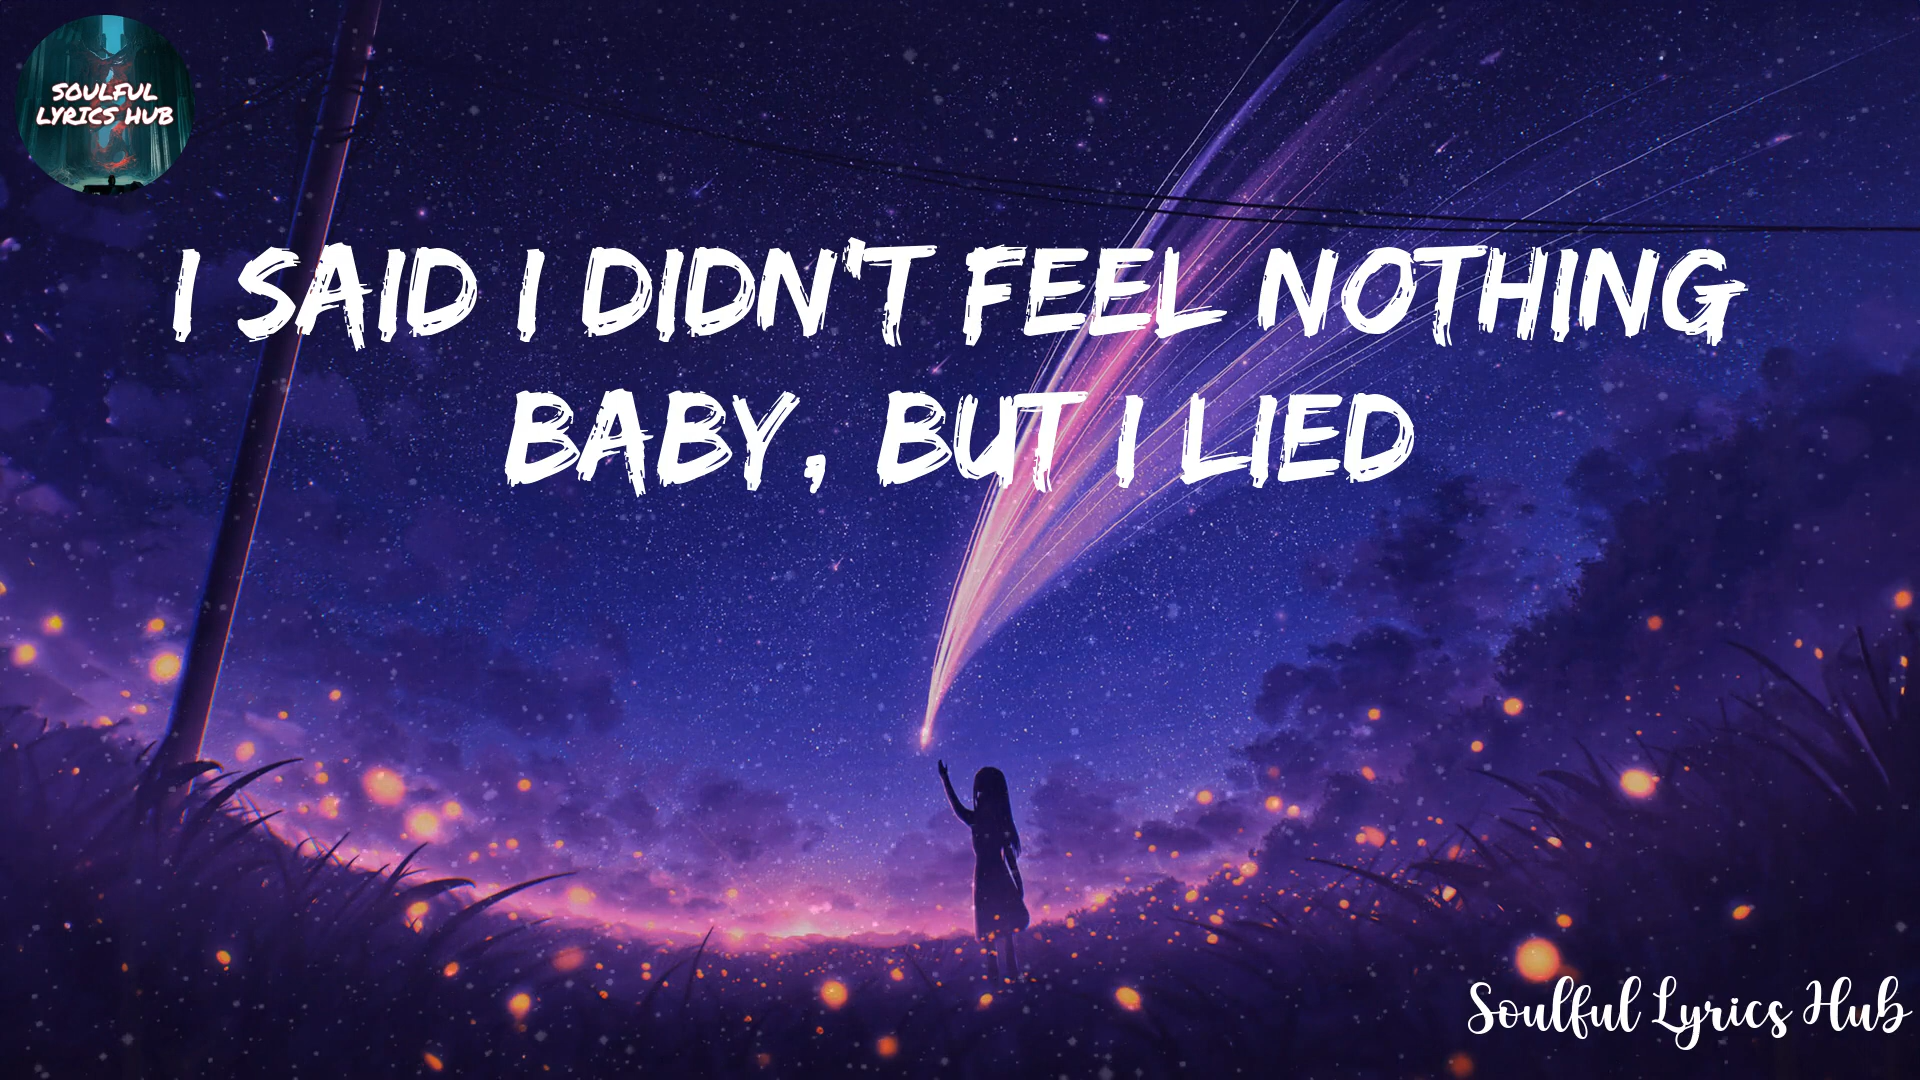 SOULFUL
LYRICS HUB
I SAID I DIDN'T FEEL NOTHING
BABY, BUT I LIED
Soulful Lyrics Hub